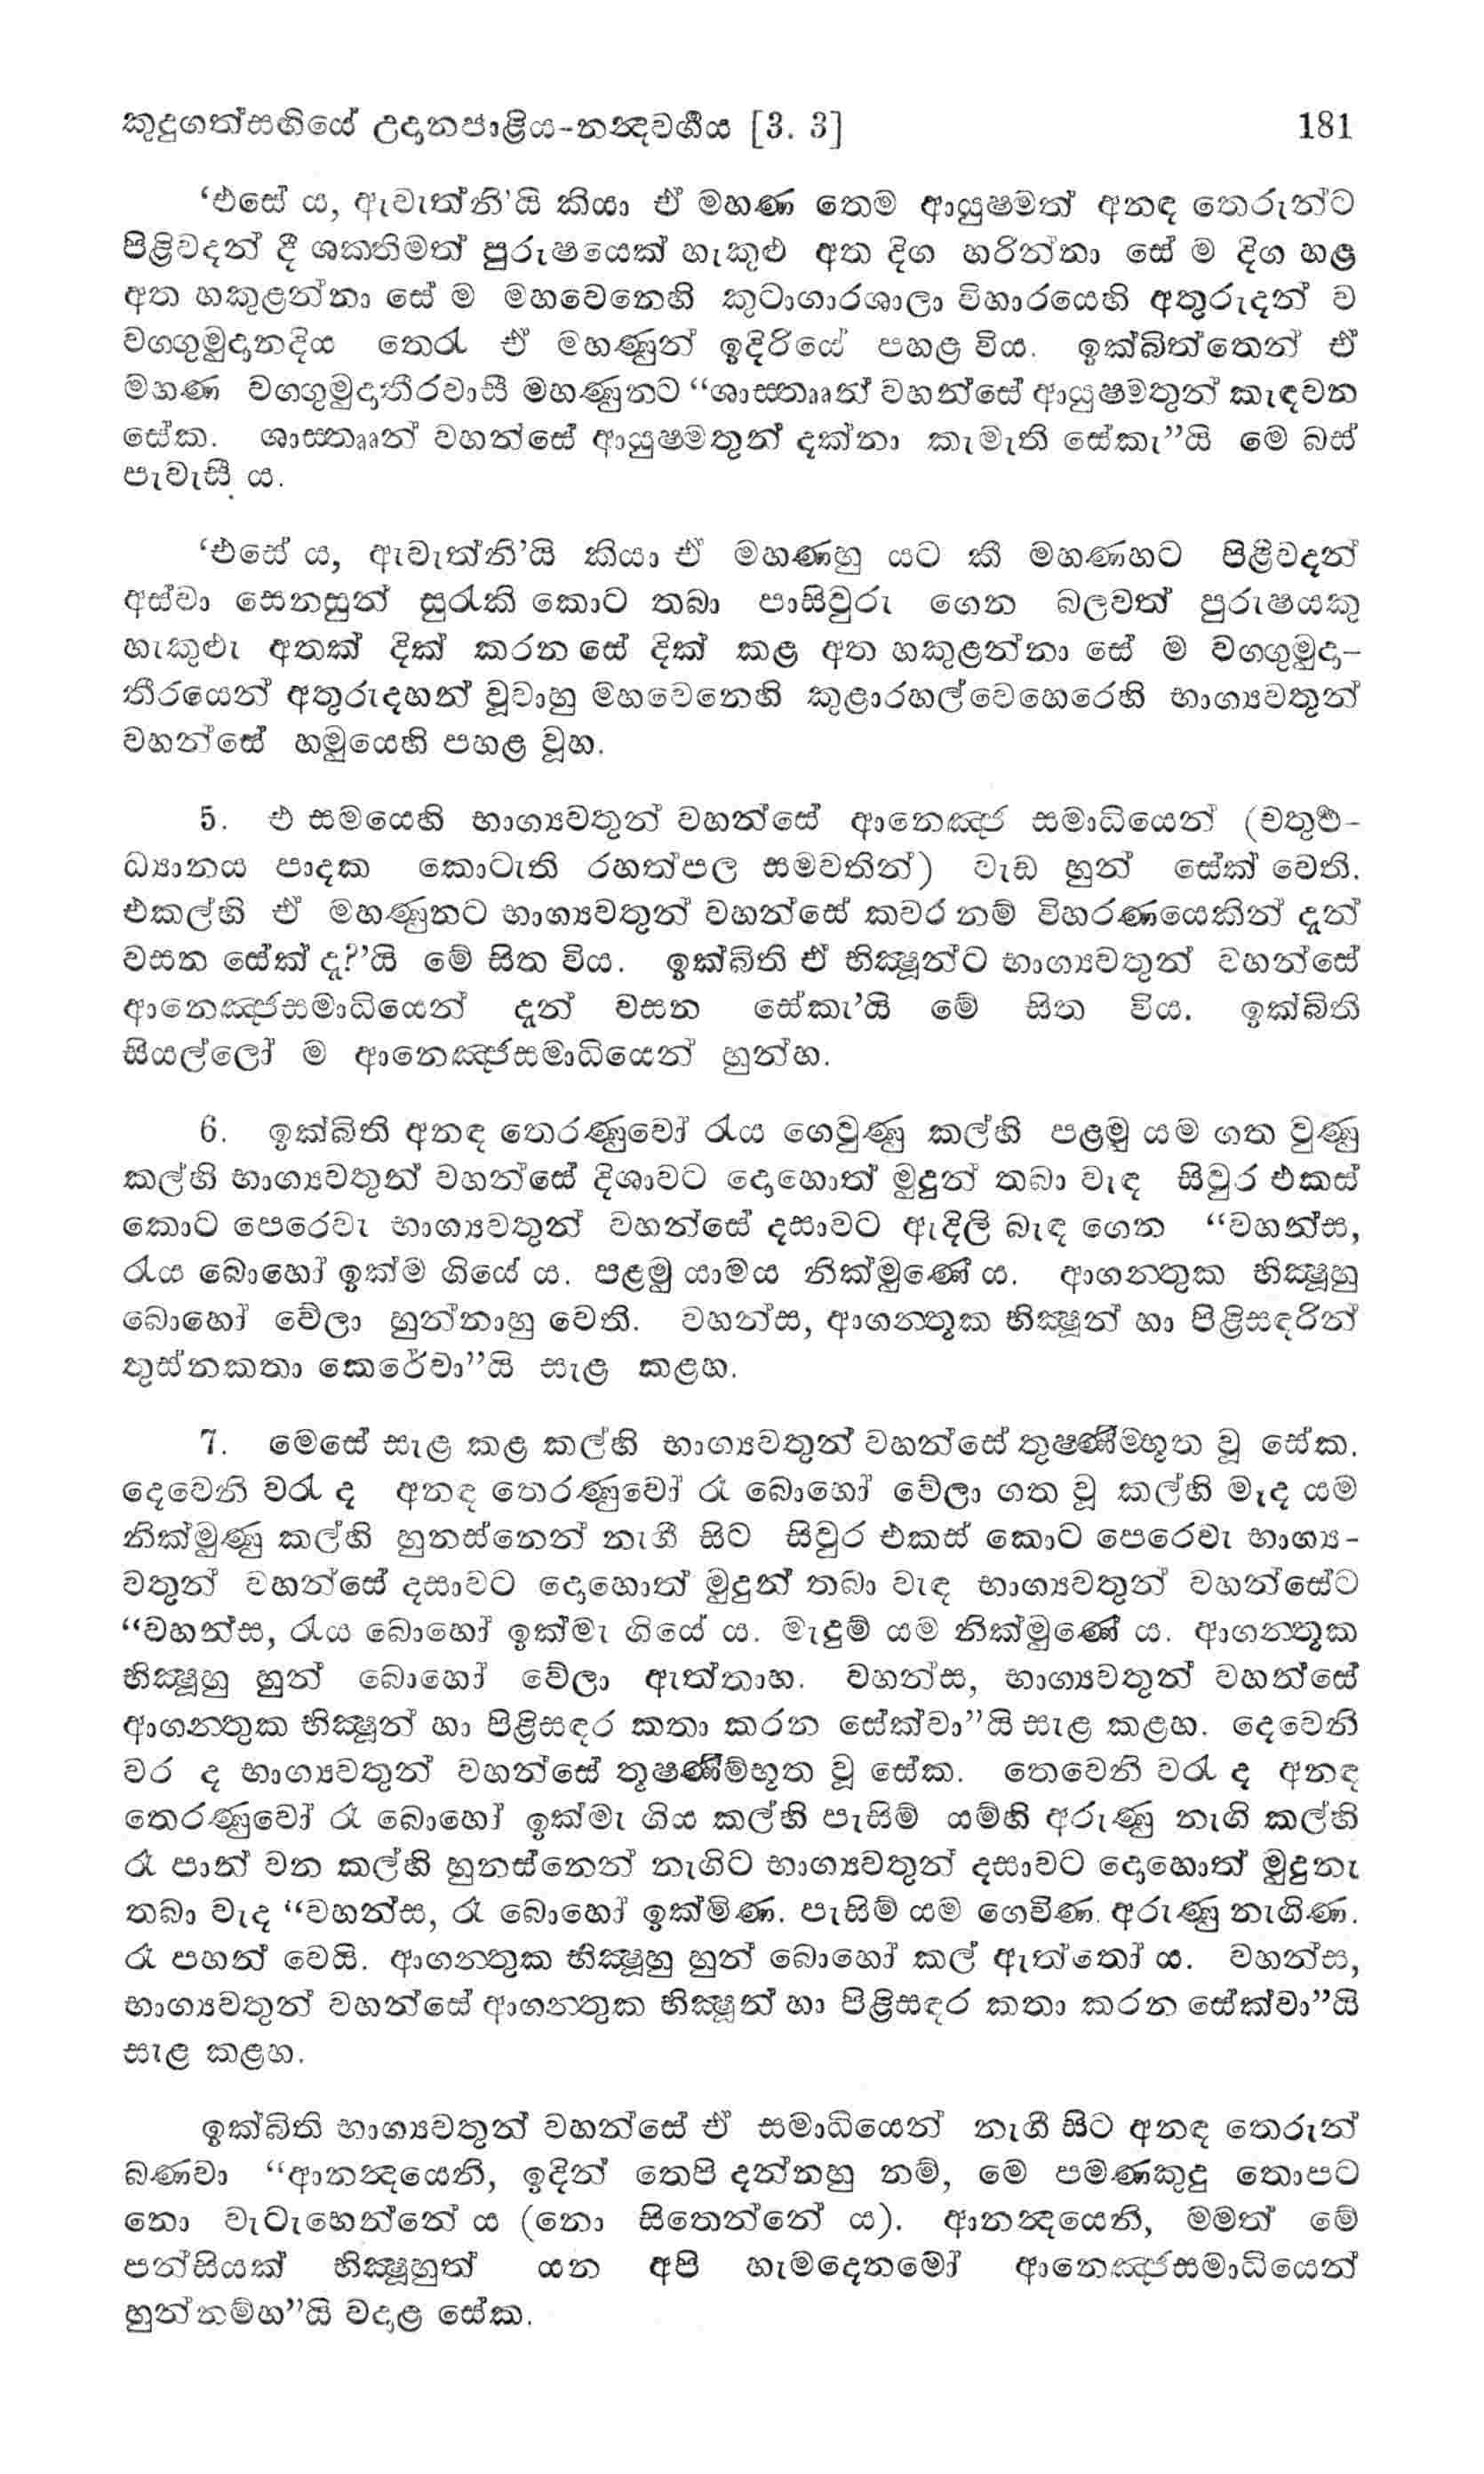 කුදුගත්සඟියේ උදානපාළිය-නන්‍දවර්‍ගය [3. 3] 181
‘එසේ ය, ඇවැත්නි’යි කියා ඒ මහණ තෙම ආයුෂ්මත් අනඳ තෙරුන්ට
පිළිවදන් දී ශක්තිමත් පුරුෂයෙක් හැකුළු අත දිග හරින්නා සේ ම දිග හළ
අත හකුළන්නා සේ ම මහවෙනෙහි කුටාගාරශාලා විහාරයෙහි අතුරුදන් ව
වග්ගුමුදානදිය තෙරැ ඒ මහණුන් ඉදිරියේ පහළ විය. ඉක්බිත්තෙන් ඒ
මහණ වග්ගුමුදාතීරවාසී මහණුනට “ශාස්තෲන් වහන්සේ ආයුෂ්මතුන් කැඳවන
සේක. ශාස්තෲන් වහන්සේ ආයුෂ්මතුන් දක්නා කැමැති සේකැ”යි මෙ බස්
පැවැසී ය.
‘එසේ ය, ඇවැත්නි’යි කියා ඒ මහණහු යට කී මහණහට පිළිවදන්
අස්වා සෙනසුන් සුරැකි කොට තබා පාසිවුරු ගෙන බලවත් පුරුෂයකු
හැකුළුැ අතක් දික් කරන සේ දික් කළ අත හකුළන්නා සේ ම වග්ගුමුදා-
තීරයෙන් අතුරුදහන් වූවාහු මහවෙනෙහි කුළාරහල්වෙහෙරෙහි භාග්‍යවතුන්
වහන්සේ හමුයෙහි පහළ වූහ.
5. එ සමයෙහි භාග්‍යවතුන් වහන්සේ ආනෙඤ්ජ සමාධියෙන් (චතුර්‍ථ-
ධ්‍යානය පාදක කොටැති රහත්පල සමවතින්) වැඩ හුන් සේක් වෙති.
එකල්හි ඒ මහණුනට භාග්‍යවතුන් වහන්සේ කවර නම් විහරණයෙකින් දැන්
වසන සේක් දැ?’යි මේ සිත විය. ඉක්බිති ඒ භික්‍ෂූන්ට භාග්‍යවතුන් වහන්සේ
ආනෙඤ්ජසමාධියෙන් දැන් වසන සේකැ’යි මේ සිත විය. ඉක්බිති
සියල්ලෝ ම ආනෙඤ්ජසමාධියෙන් හුන්හ.
6. ඉක්බිති අනඳ තෙරණුවෝ රැය ගෙවුණු කල්හි පළමු යම ගත වුණු
කල්හි භාග්‍යවතුන් වහන්සේ දිශාවට දොහොත් මුදුන් තබා වැඳ සිවුර එකස්
කොට පෙරෙවැ භාග්‍යවතුන් වහන්සේ දසාවට ඇදිලි බැඳ ගෙන “වහන්ස,
රැය බොහෝ ඉක්ම ගියේ ය. පළමු යාමය නික්මුණේ ය. ආගන්තුක භික්‍ෂූහු
බොහෝ වේලා හුන්නාහු වෙති. වහන්ස, ආගන්තූක භික්‍ෂූන් හා පිළිසඳරින්
තුස්නකතා කෙරේවා”යි සැළ කළහ.
7. මෙසේ සැළ කළ කල්හි භාග්‍යවතුන් වහන්සේ තුෂ්ණීම්භූත වූ සේක.
දෙවෙනි වරැ ද අනඳ තෙරණුවෝ රෑ බොහෝ වේලා ගත වූ කල්හි මැද යම
නික්මුණු කල්හි හුනස්නෙන් නැගී සිට සිවුර එකස් කොට පෙරෙවැ භාග්‍ය-
වතුන් වහන්සේ දසාවට දොහොත් මුදුන් තබා වැඳ භාග්‍යවතුන් වහන්සේට
“වහන්ස, රැය බොහෝ ඉක්මැ ගියේ ය. මැදුම් යම නික්මුණේ ය. ආගන්තූක
භික්‍ෂූහු හුන් බොහෝ වේලා ඇත්තාහ. වහන්ස, භාග්‍යවතුන් වහන්සේ
ආගන්තුක භික්‍ෂූන් හා පිළිසඳර කතා කරන සේක්වා”යි සැළ කළහ. දෙවෙනි
වර ද භාග්‍යවතුන් වහන්සේ තූෂ්ණීම්භූත වූ සේක. තෙවෙනි වරැ ද අනඳ
තෙරණුවෝ රෑ බොහෝ ඉක්මැ ගිය කල්හි පැසිම් යම්හි අරුණු නැගි කල්හි
රෑ පාන් වන කල්හි හුනස්නෙන් නැගිට භාග්‍යවතුන් දසාවට දොහොත් මුදුනැ
තබා වැද “වහන්ස, රෑ බොහෝ ඉක්මිණ. පැසිම් යම ගෙවිණ. අරුණු නැගිණ.
රෑ පහන් වෙයි. ආගන්තුක භික්‍ෂූහු හුන් බොහෝ කල් ඇත්තෝ ය. වහන්ස,
භාග්‍යවතුන් වහන්සේ ආගන්තුක භික්‍ෂූන් හා පිළිසඳර කතා කරන සේක්වා”යි
සැළ කළහ.
ඉක්බිති භාග්‍යවතුන් වහන්සේ ඒ සමාධියෙන් නැගී සිට අනඳ තෙරුන්
බණවා “ආනන්‍දයෙනි, ඉදින් තෙපි දන්නහු නම්, මෙ පමණකුදු තොපට
නො වැටැහෙන්නේ ය (නො සිතෙන්නේ ය). ආනන්‍දයෙනි, මමත් මේ
පන්සියක් භික්‍ෂූහුත් යන අපි හැමදෙනමෝ ආනෙඤ්ජසමාධියෙන්
හුන්නම්හ”යි වදාළ සේක.